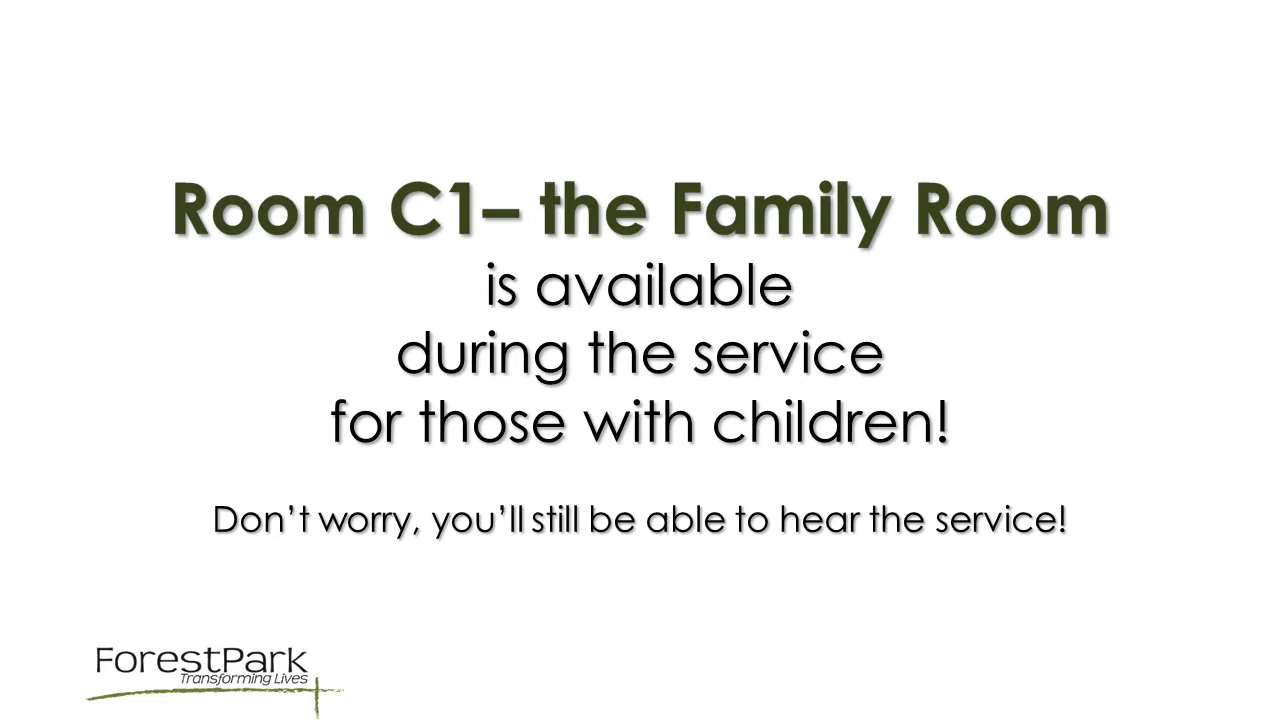 Room C1– the Family Room
is available
during the service
for those with children!
Don’t worry, you’ll still be able to hear the service!
ForestPark
Transforming Lives